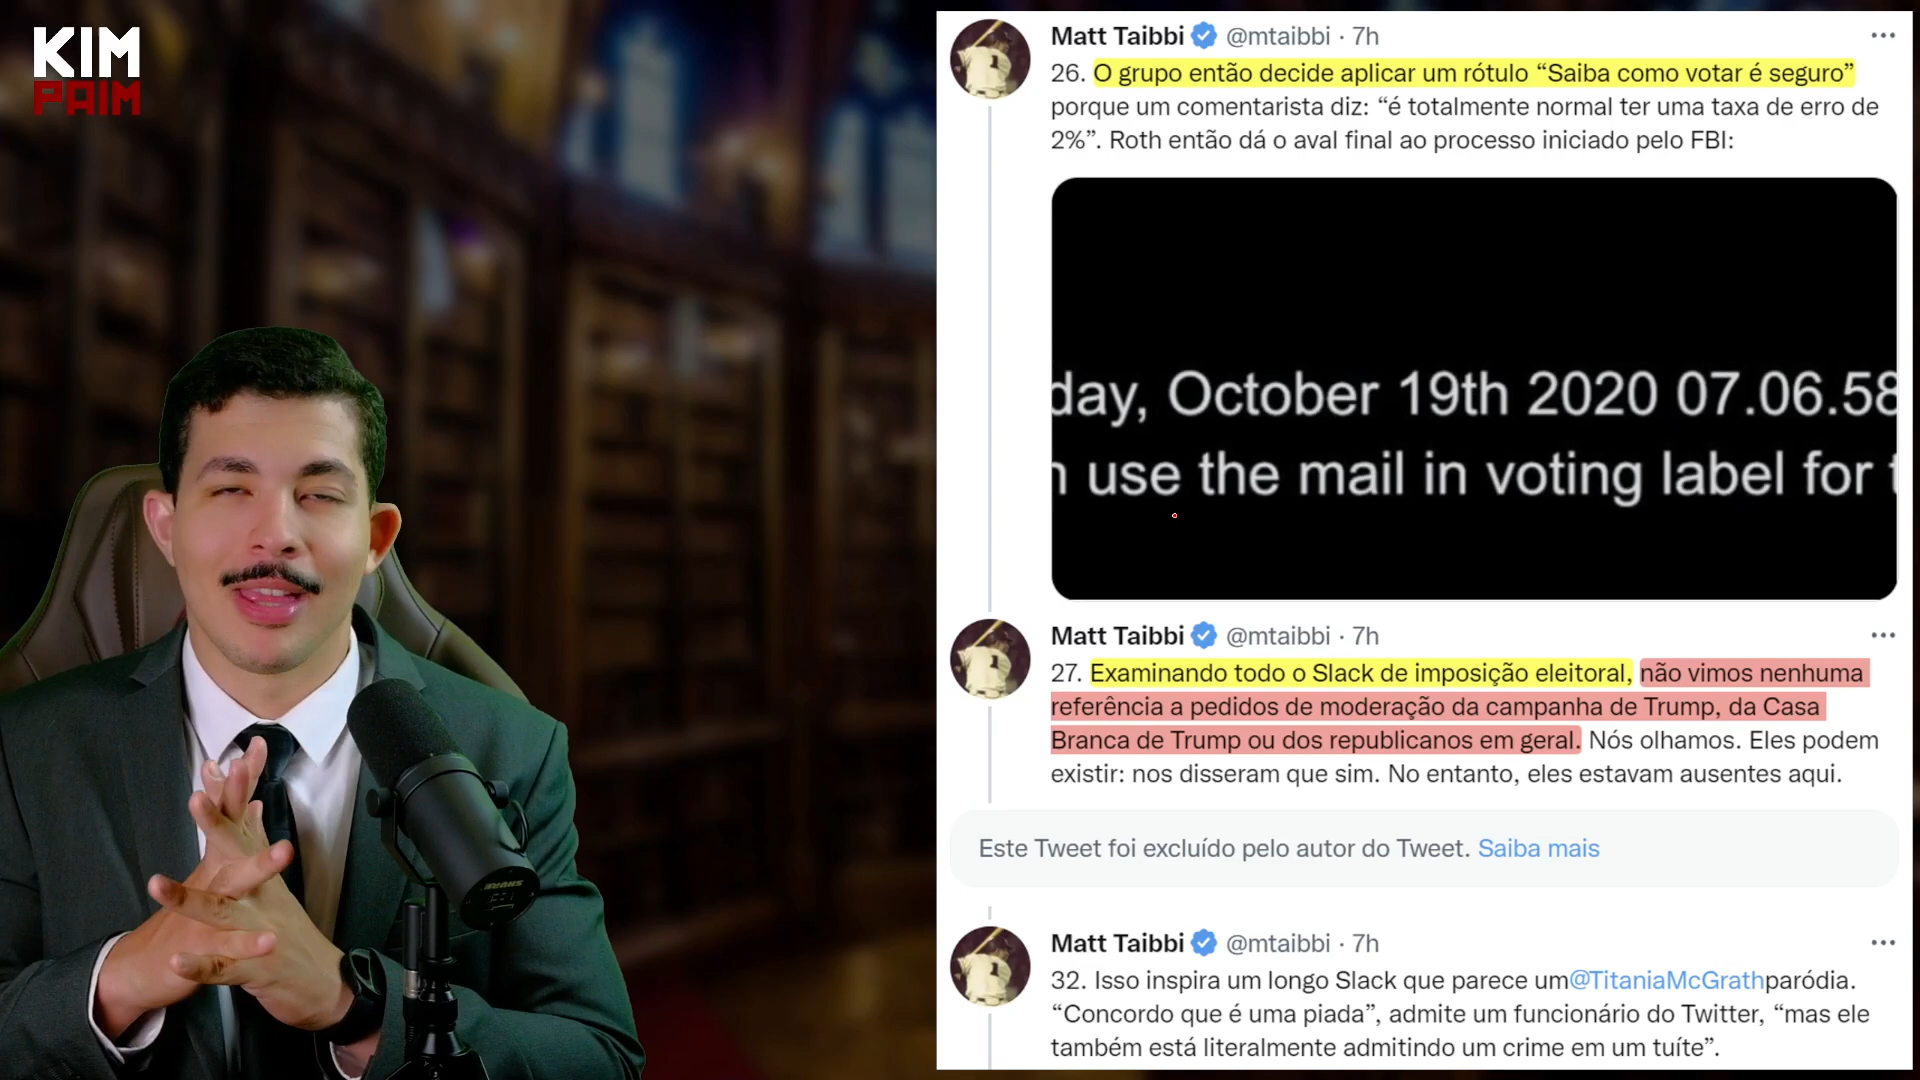 KIM
PAIM
Matt Taibbi @mtaibbi · 7h
26. O grupo então decide aplicar um rótulo “Saiba como votar é seguro”
porque um comentarista diz: “é totalmente normal ter uma taxa de erro de
2%”. Roth então dá o aval final ao processo iniciado pelo FBI:
day, October 19th 2020 07.06.58
n use the mail in voting label for t
Matt Taibbi @mtaibbi · 7h
27. Examinando todo o Slack de imposição eleitoral, não vimos nenhuma
referência a pedidos de moderação da campanha de Trump, da Casa
Branca de Trump ou dos republicanos em geral. Nós olhamos. Eles podem
existir: nos disseram que sim. No entanto, eles estavam ausentes aqui.
Este Tweet foi excluído pelo autor do Tweet. Saiba mais
Matt Taibbi @mtaibbi · 7h
32. Isso inspira um longo Slack que parece um@TitaniaMcGrathparódia.
“Concordo que é uma piada”, admite um funcionário do Twitter, “mas ele
também está literalmente admitindo um crime em um tuíte”.
SHURE